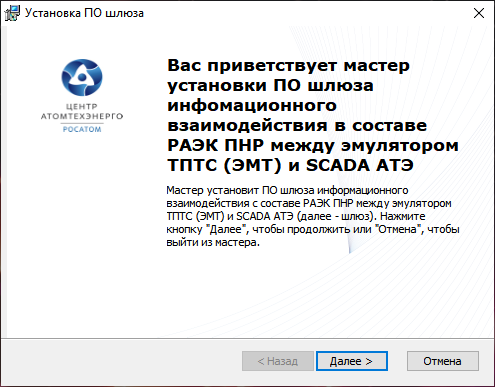 Установка ПО шлюза
ЦЕНТР
АТОМТЕХЭНЕРГО
РОСАТОМ
Вас приветствует мастер
установки ПО шлюза
инфомационного
взаимодействия в составе
РАЭК ПНР между эмулятором
ТПТС (ЭМТ) и SCADA АТЭ
Мастер установит ПО шлюза информационного
взаимодействия с составе РАЭК ПНР между эмулятором
ТПТС (ЭМТ) и SCADA АТЭ (далее - шлюз). Нажмите
кнопку "Далее", чтобы продолжить или "Отмена", чтобы
выйти из мастера.
< Назад
Далее >
Отмена